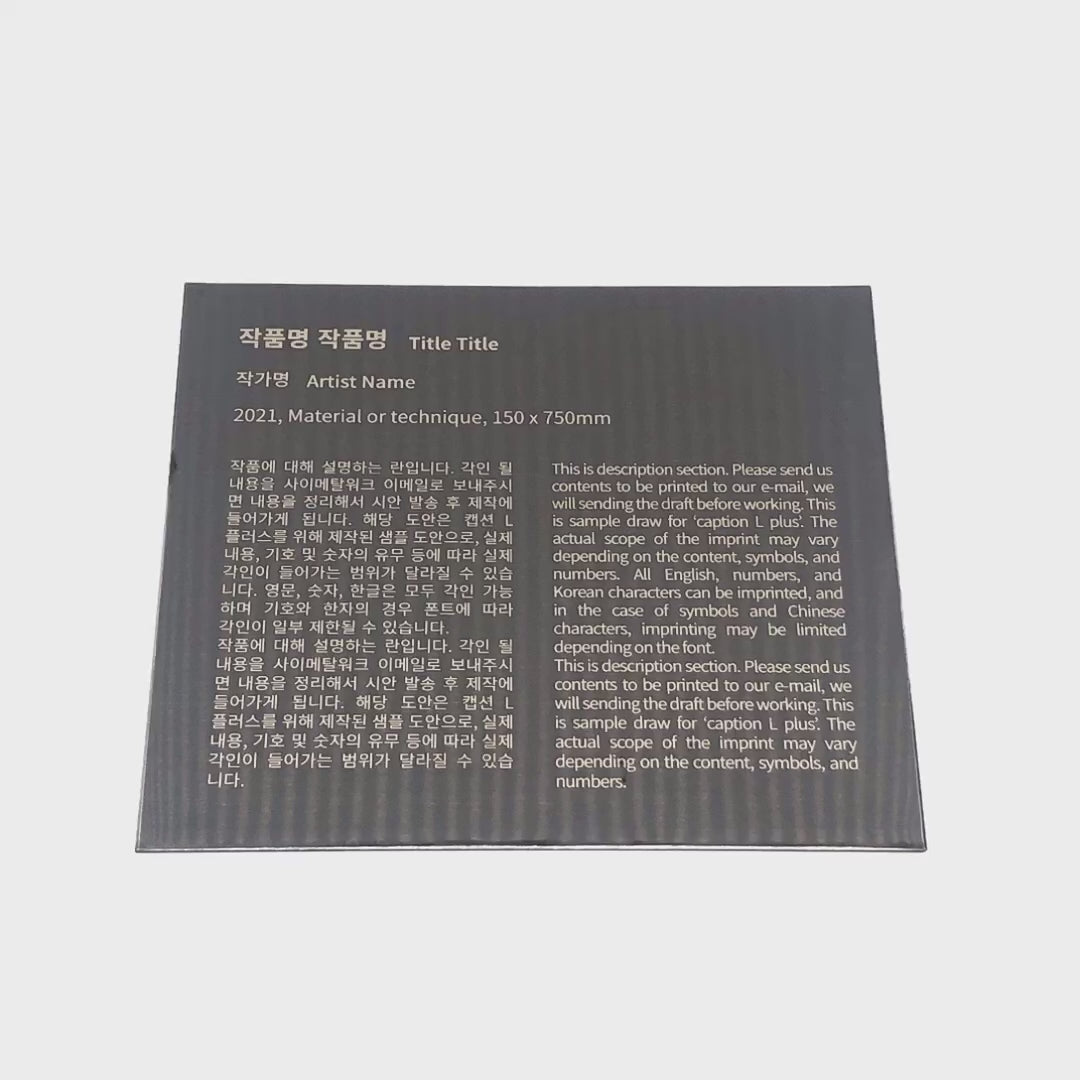 작품명 작품명 Title Title
작가명 Artist Name
2021, Material or technique, 150 x 750mm
작품에 대해 설명하는 란입니다. 각인 될
내용을 사이메탈워크 이메일로 보내주시
면 내용을 정리해서 시안 발송 후 제작에
들어가게 됩니다. 해당 도안은 캡션 L
플러스를 위해 제작된 샘플 도안으로, 실제
내용, 기호 및 숫자의 유무 등에 따라 실제
각인이 들어가는 범위가 달라질 수 있습
니다. 영문, 숫자, 한글은 모두 각인 가능
하며 기호와 한자의 경우 폰트에 따라
각인이 일부 제한될 수 있습니다.
작품에 대해 설명하는 란입니다. 각인 될
내용을 사이메탈워크 이메일로 보내주시
면 내용을 정리해서 시안 발송 후 제작에
들어가게 됩니다. 해당 도안은 캡션 L
플러스를 위해 제작된 샘플 도안으로, 실제
내용, 기호 및 숫자의 유무 등에 따라 실제
각인이 들어가는 범위가 달라질 수 있습
니다.
This is description section. Please send us
contents to be printed to our e-mail, we
will sending the draft before working. This
is sample draw for ‘caption L plus’. The
actual scope of the imprint may vary
depending on the content, symbols, and
numbers. All English, numbers, and
Korean characters can be imprinted, and
in the case of symbols and Chinese
characters, imprinting may be limited
depending on the font.
This is description section. Please send us
contents to be printed to our e-mail, we
will sending the draft before working. This
is sample draw for ‘caption L plus’. The
actual scope of the imprint may vary
depending on the content, symbols, and
numbers.